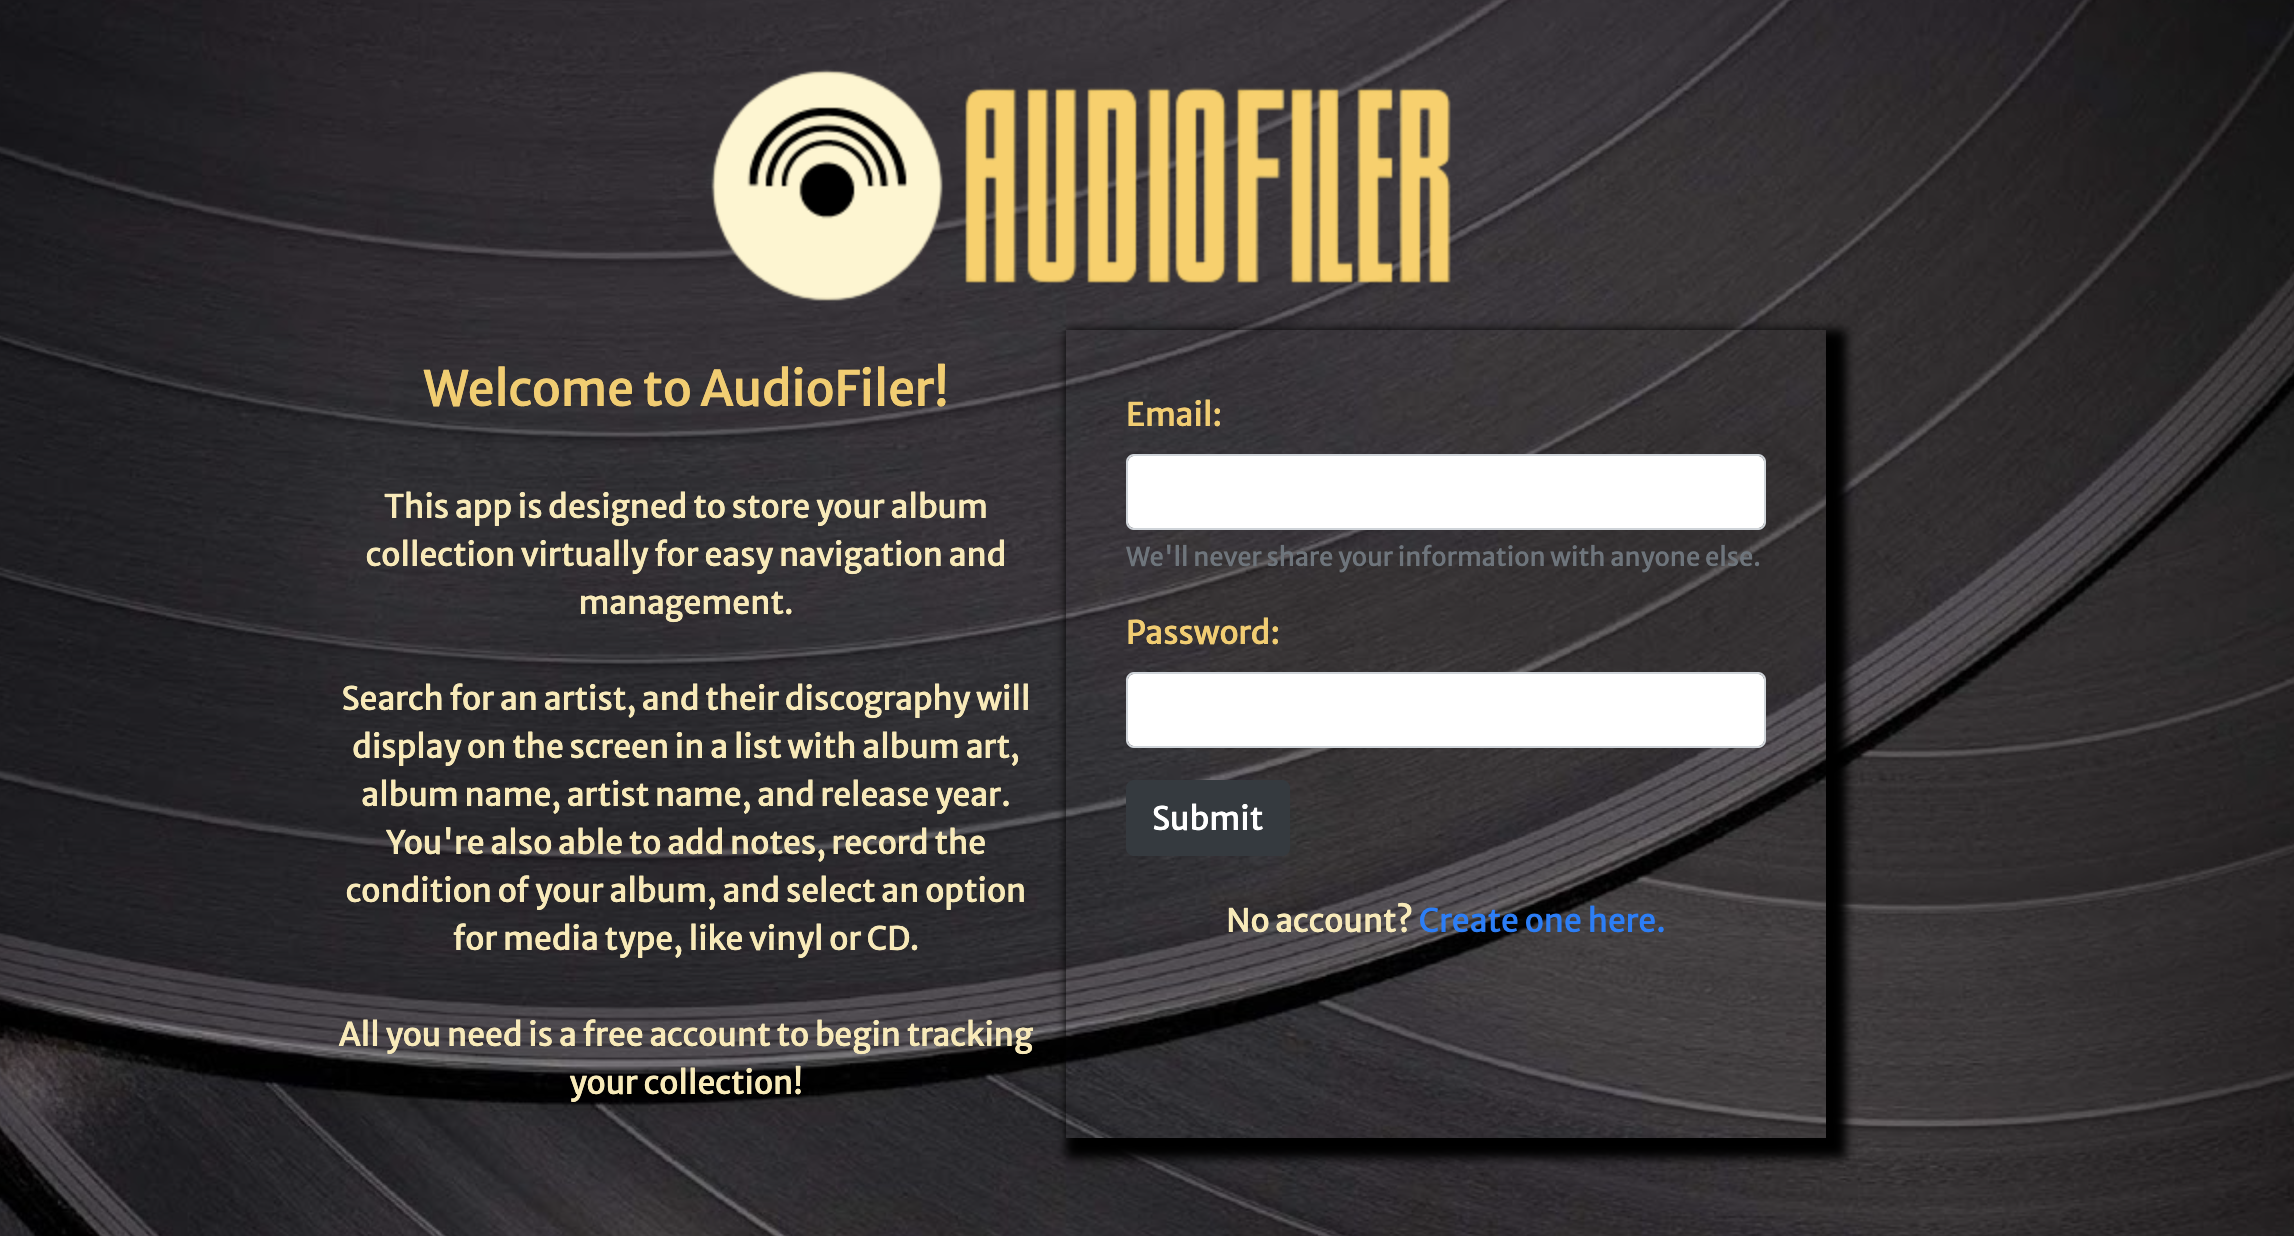 AUDIOFILER
Welcome to AudioFiler!
This app is designed to store your album
collection virtually for easy navigation and
management.
Search for an artist, and their discography will
display on the screen in a list with album art,
album name, artist name, and release year.
You're also able to add notes, record the
condition of your album, and select an option
for media type, like vinyl or CD.
All you need is a free account to begin tracking
your collection!
Email:
We'll never share your information with anyone else.
Password:
Submit
No account? Create one here.